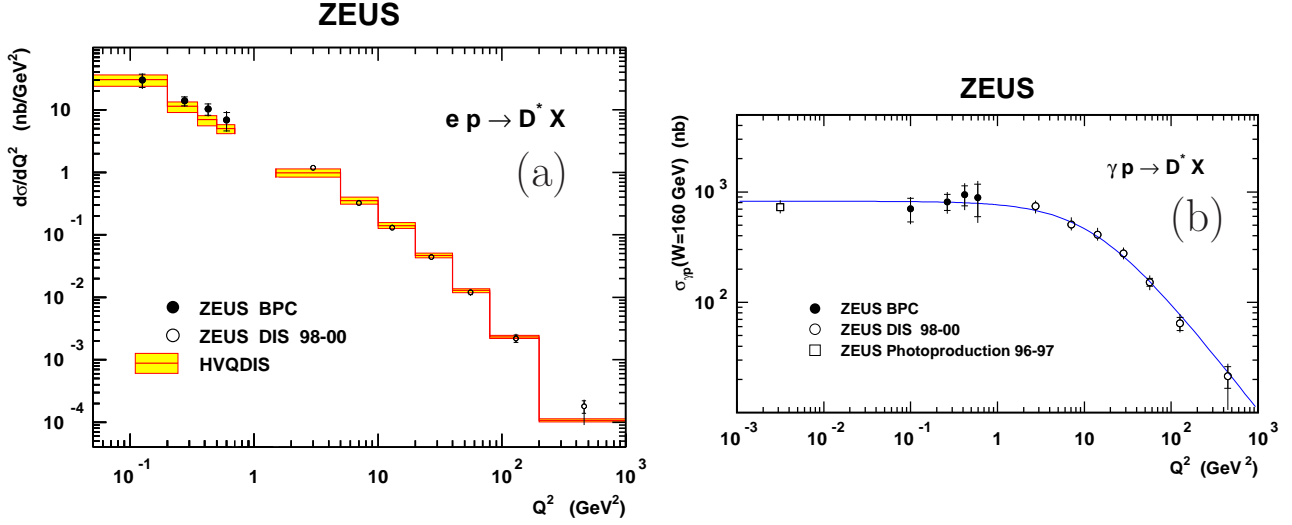 ZEUS
dσ/dQ² (nb/GeV²)
10
1
10⁻¹
10⁻²
10⁻³
10⁻⁴
e p → D* X
(a)
ZEUS BPC
ZEUS DIS 98-00
HVQDIS
10⁻¹ 1 10 10² 10³
Q² (GeV²)
ZEUS
σγp(W=160 GeV) (nb)
10³
10²
γ p → D* X
(b)
ZEUS BPC
ZEUS DIS 98-00
ZEUS Photoproduction 96-97
10⁻³ 10⁻² 10⁻¹ 1 10 10² 10³
Q² (GeV²)